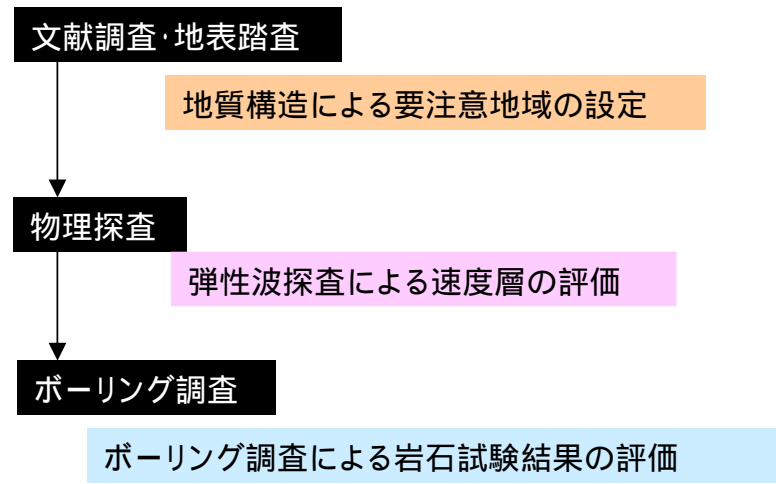 文献調査・地表踏査
地質構造による要注意地域の設定
物理探査
弾性波探査による速度層の評価
ボーリング調査
ボーリング調査による岩石試験結果の評価